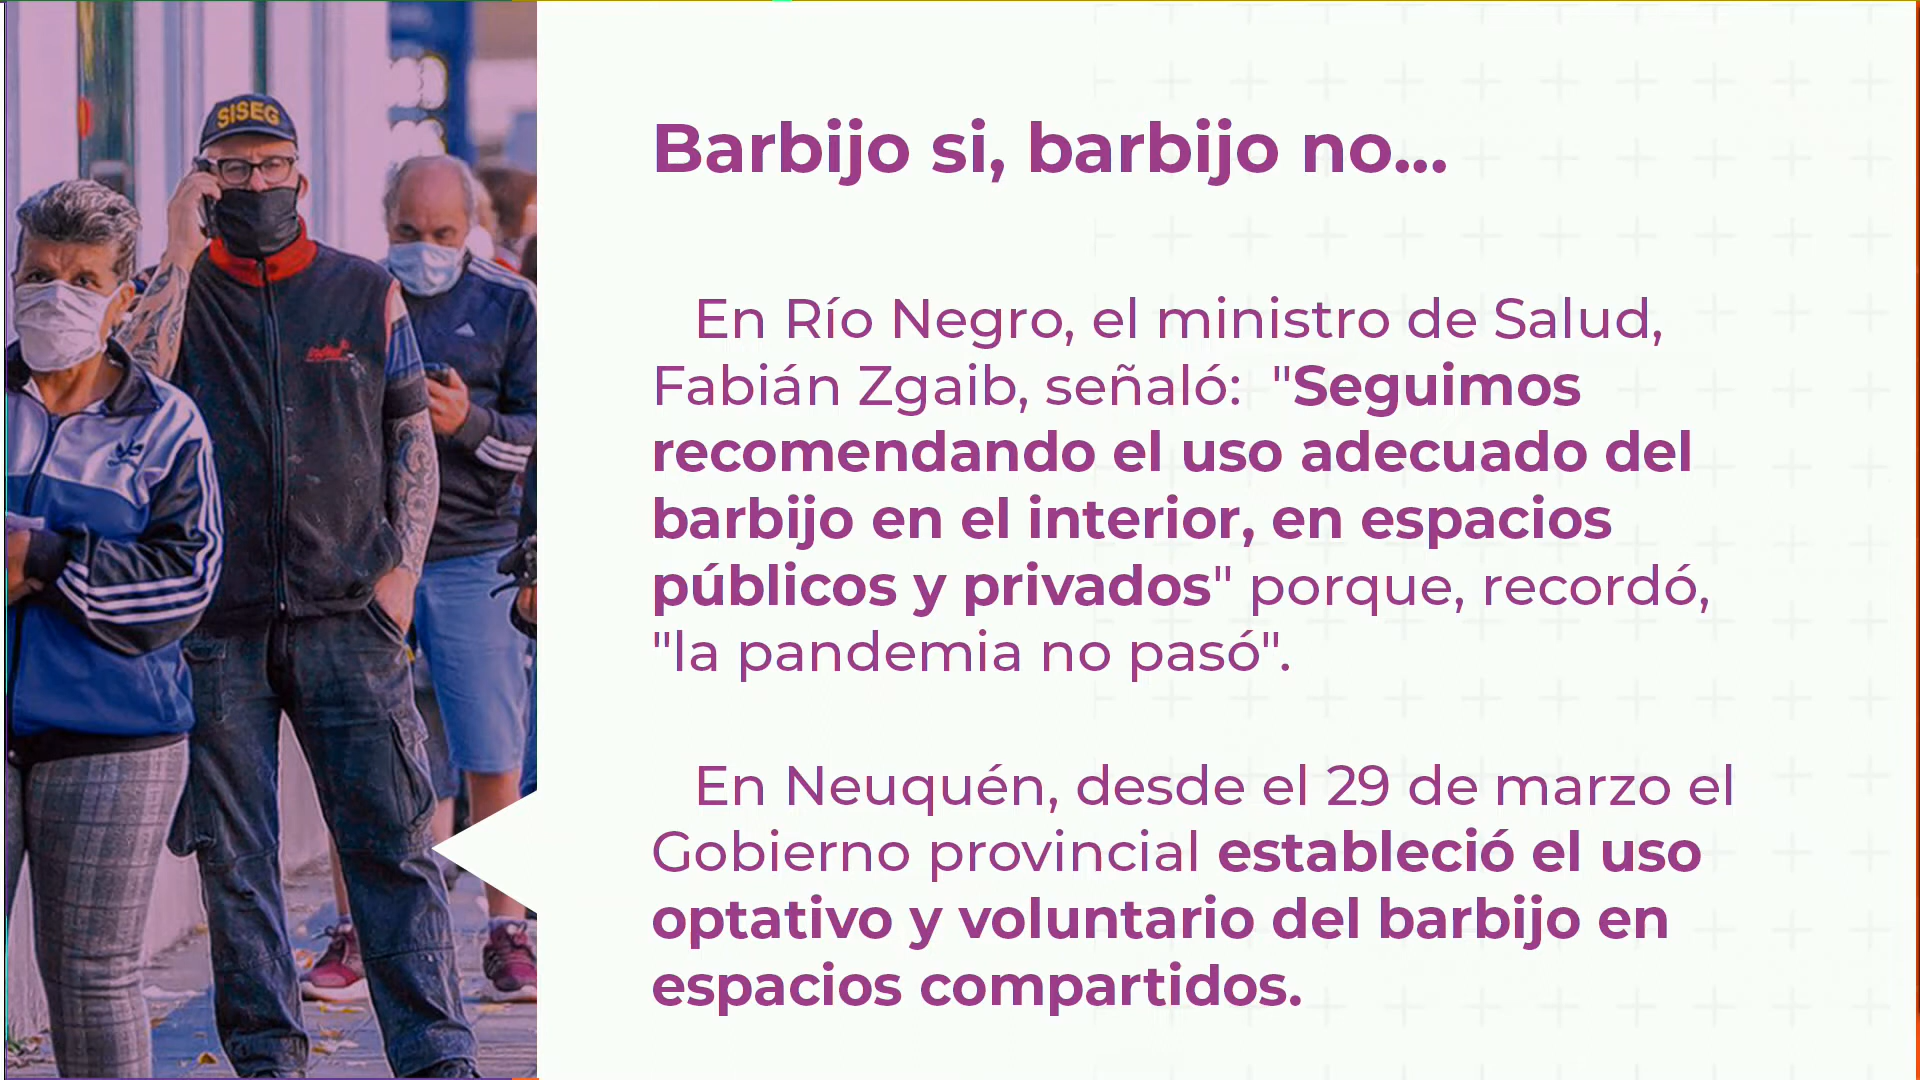 SISEG
Barbijo si, barbijo no...
En Río Negro, el ministro de Salud,
Fabián Zgaib, señaló: "Seguimos
recomendando el uso adecuado del
barbijo en el interior, en espacios
públicos y privados" porque, recordó,
"la pandemia no pasó".
En Neuquén, desde el 29 de marzo el
Gobierno provincial estableció el uso
optativo y voluntario del barbijo en
espacios compartidos.